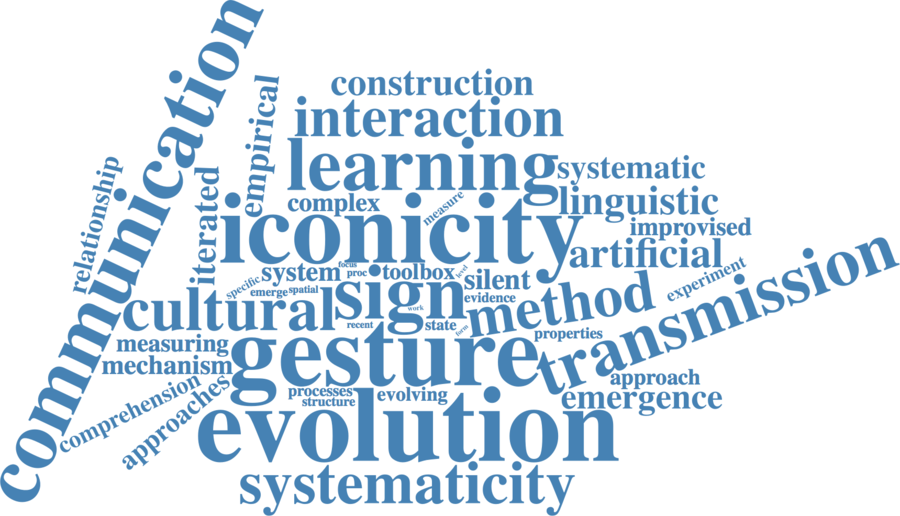 communication
construction
interaction
empirical
learning
systematic
relationship
iterated
complex
measure
linguistic
iconicity
improvised
artificial
system
focus
proc
toolbox
level
silent
specific
emerge
spatial
sign
evidence
experiment
cultural
work
method
transmission
recent
state
form
properties
measuring
gesture
mechanism
approach
comprehension
approaches
processes
structure
evolving
emergence
evolution
systematicity